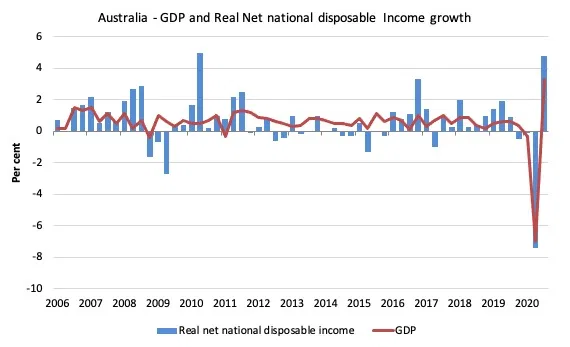 Australia - GDP and Real Net national disposable Income growth
6
4
2
0
-2
-4
-6
-8
-10
Per cent
2006 2007 2008 2009 2010 2011 2012 2013 2014 2015 2016 2017 2018 2019 2020
Real net national disposable income GDP